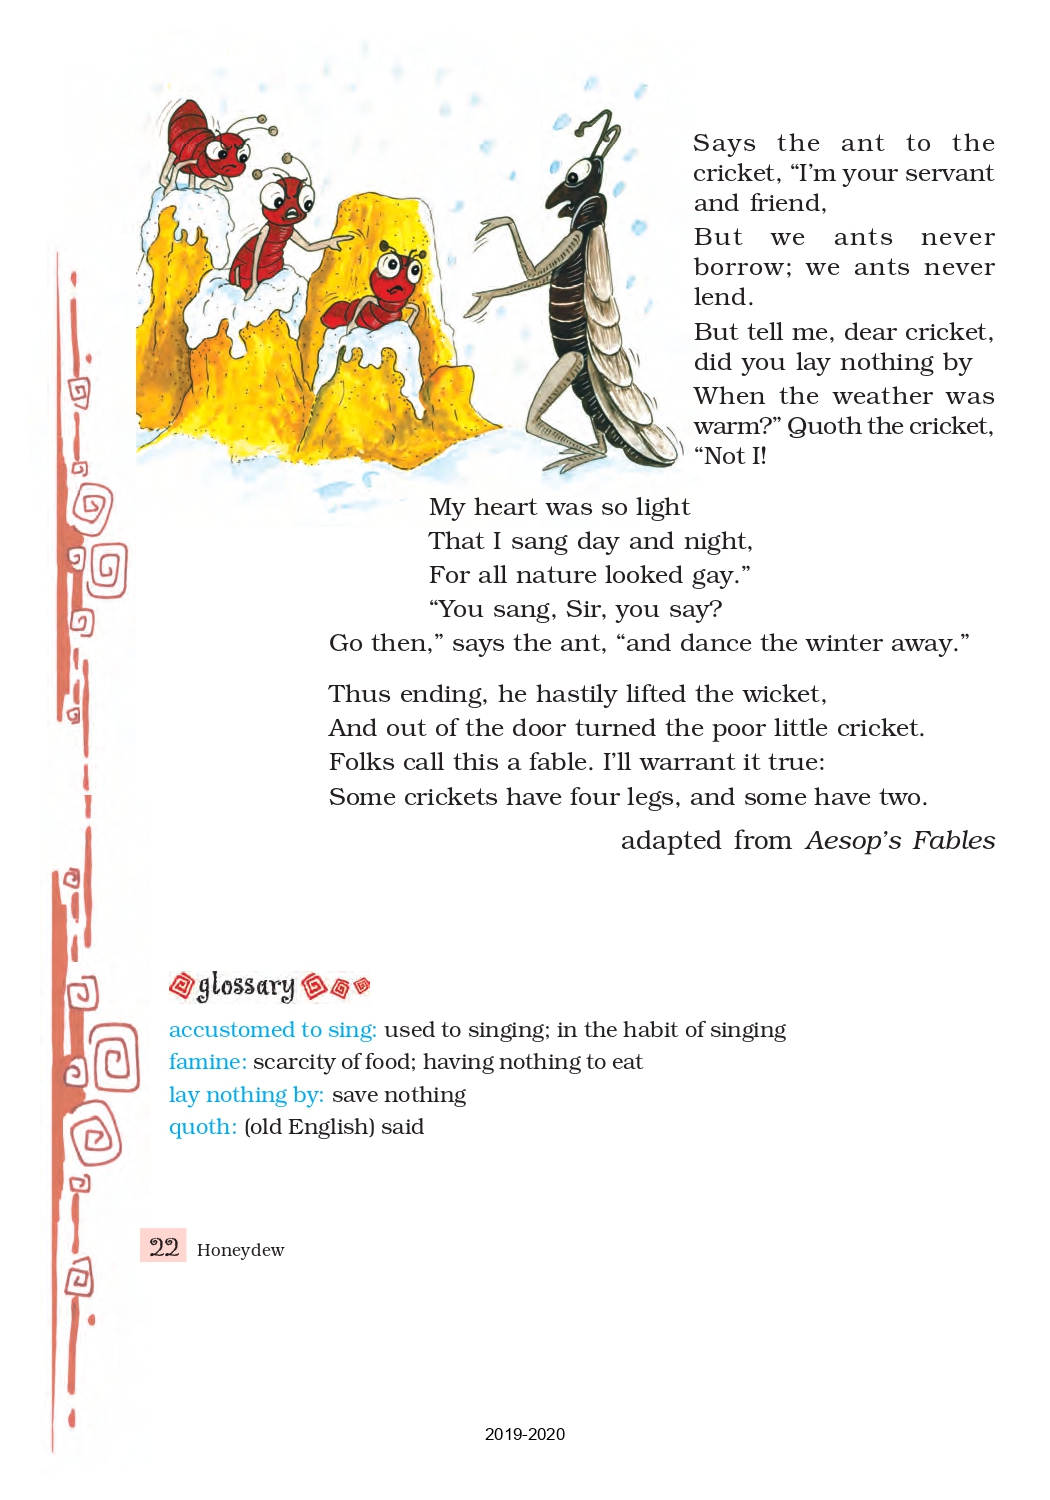 Says the ant to the
cricket, “I’m your servant
and friend,
But we ants never
borrow; we ants never
lend.
But tell me, dear cricket,
did you lay nothing by
When the weather was
warm?” Quoth the cricket,
“Not I!
My heart was so light
That I sang day and night,
For all nature looked gay.”
“You sang, Sir, you say?
Go then,” says the ant, “and dance the winter away.”
Thus ending, he hastily lifted the wicket,
And out of the door turned the poor little cricket.
Folks call this a fable. I’ll warrant it true:
Some crickets have four legs, and some have two.
adapted from Aesop’s Fables
glossary
accustomed to sing: used to singing; in the habit of singing
famine: scarcity of food; having nothing to eat
lay nothing by: save nothing
quoth: (old English) said
22 Honeydew
2019-2020